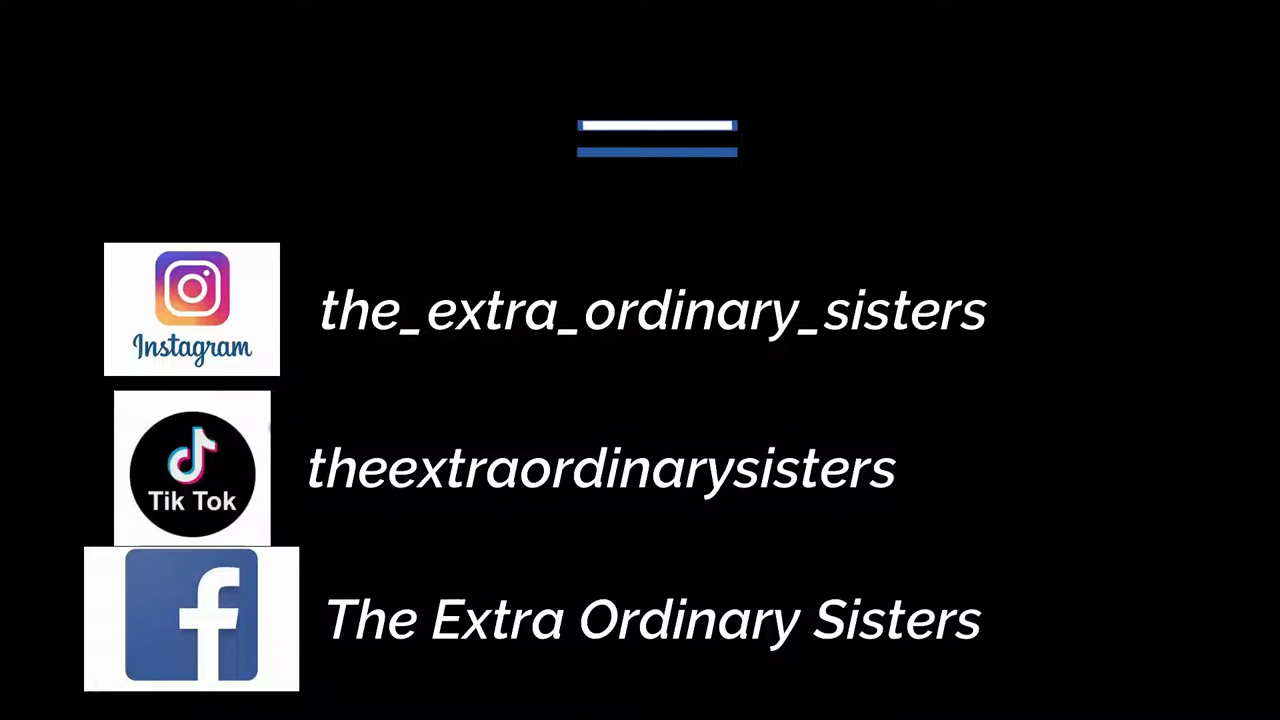 Instagram
the_extra_ordinary_sisters
Tik Tok
theextraordinarysisters
f
The Extra Ordinary Sisters